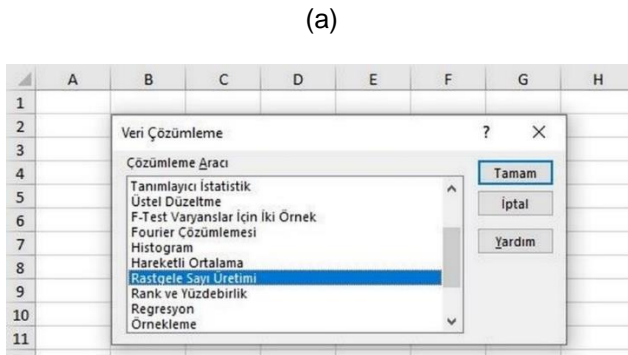 (a)
A B C D E F G H
1
2
3
4
5
6
7
8
9
10
11
Veri Çözümleme ? X
Çözümleme Aracı
Tanımlayıcı İstatistik
Üstel Düzeltme
F-Test Varyanslar İçin İki Örnek
Fourier Çözümlemesi
Histogram
Hareketli Ortalama
Rastgele Sayı Üretimi
Rank ve Yüzdebirlik
Regresyon
Örnekleme
Tamam
İptal
Yardım